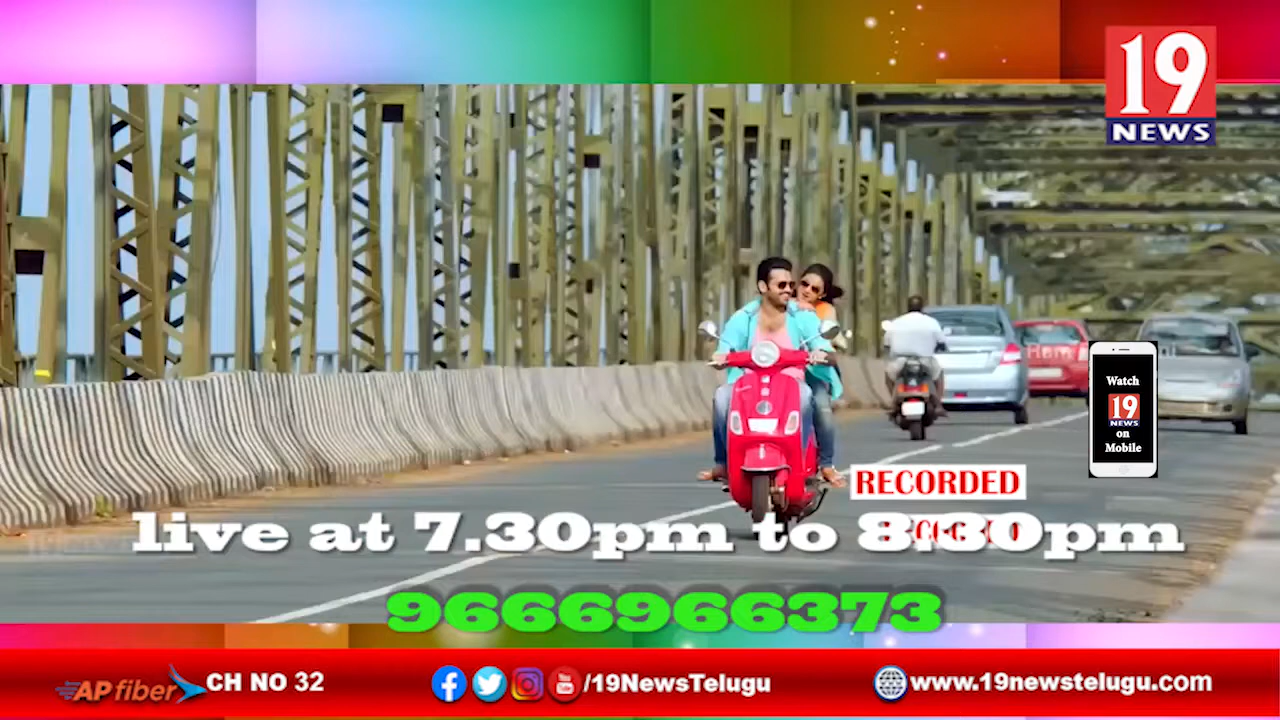 19
NEWS
Watch
19
NEWS
on
Mobile
RECORDED
live at 7.30pm to 8.30pm
9666966373
AP fiber CH NO 32
/19NewsTelugu
www.19newstelugu.com